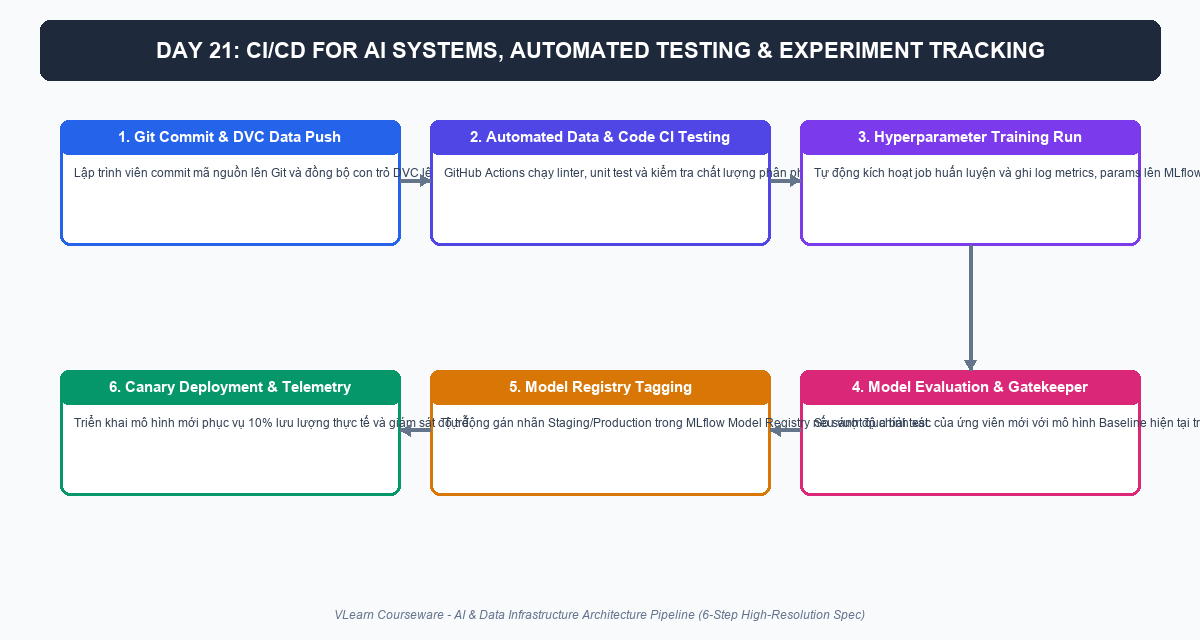 DAY 21: CI/CD FOR AI SYSTEMS, AUTOMATED TESTING & EXPERIMENT TRACKING
1. Git Commit & DVC Data Push
Lập trình viên commit mã nguồn lên Git và đồng bộ con trỏ DVC
2. Automated Data & Code CI Testing
GitHub Actions chạy linter, unit test và kiểm tra chất lượng phân
3. Hyperparameter Training Run
Tự động kích hoạt job huấn luyện và ghi log metrics, params lên MLflow
6. Canary Deployment & Telemetry
Triển khai mô hình mới phục vụ 10% lưu lượng thực tế và giám sát
5. Model Registry Tagging
Tự động gán nhãn Staging/Production trong MLflow Model Registry
4. Model Evaluation & Gatekeeper
của ứng viên mới với mô hình Baseline hiện tại
VLearn Courseware - AI & Data Infrastructure Architecture Pipeline (6-Step High-Resolution Spec)